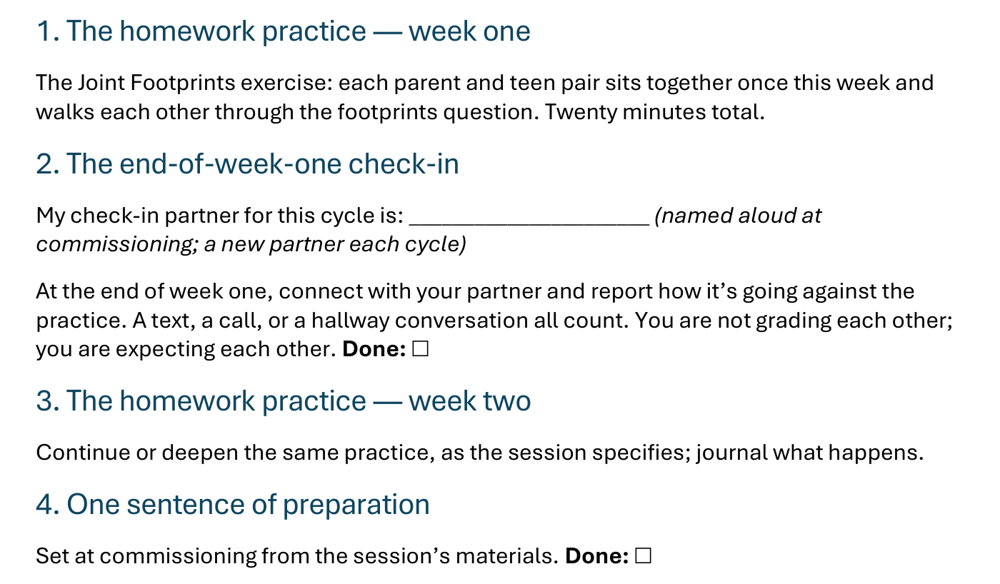 1. The homework practice — week one
The Joint Footprints exercise: each parent and teen pair sits together once this week and
walks each other through the footprints question. Twenty minutes total.
2. The end-of-week-one check-in
My check-in partner for this cycle is: ______________________ (named aloud at
commissioning; a new partner each cycle)
At the end of week one, connect with your partner and report how it’s going against the
practice. A text, a call, or a hallway conversation all count. You are not grading each other;
you are expecting each other. Done: ☐
3. The homework practice — week two
Continue or deepen the same practice, as the session specifies; journal what happens.
4. One sentence of preparation
Set at commissioning from the session’s materials. Done: ☐